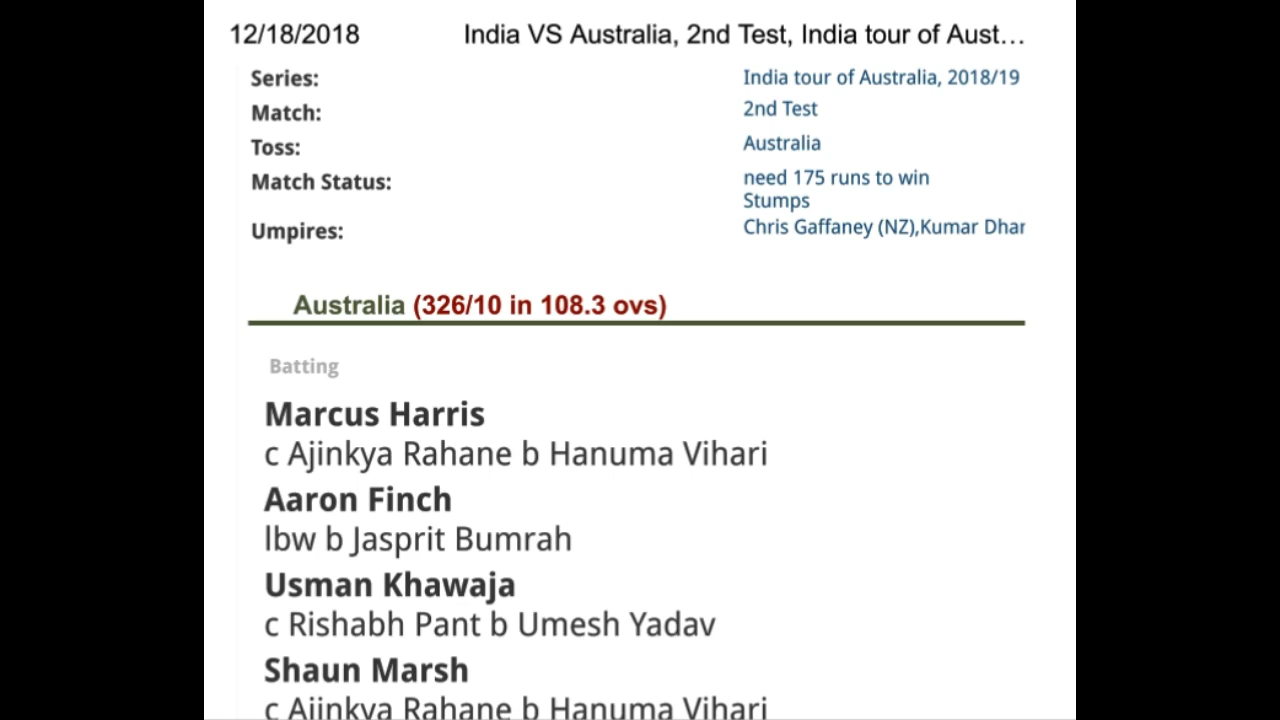 12/18/2018 India VS Australia, 2nd Test, India tour of Aust…
Series: India tour of Australia, 2018/19
Match: 2nd Test
Toss: Australia
Match Status: need 175 runs to win
Stumps
Umpires: Chris Gaffaney (NZ),Kumar Dhar
Australia (326/10 in 108.3 ovs)
Batting
Marcus Harris
c Ajinkya Rahane b Hanuma Vihari
Aaron Finch
lbw b Jasprit Bumrah
Usman Khawaja
c Rishabh Pant b Umesh Yadav
Shaun Marsh
c Ajinkya Rahane b Hanuma Vihari